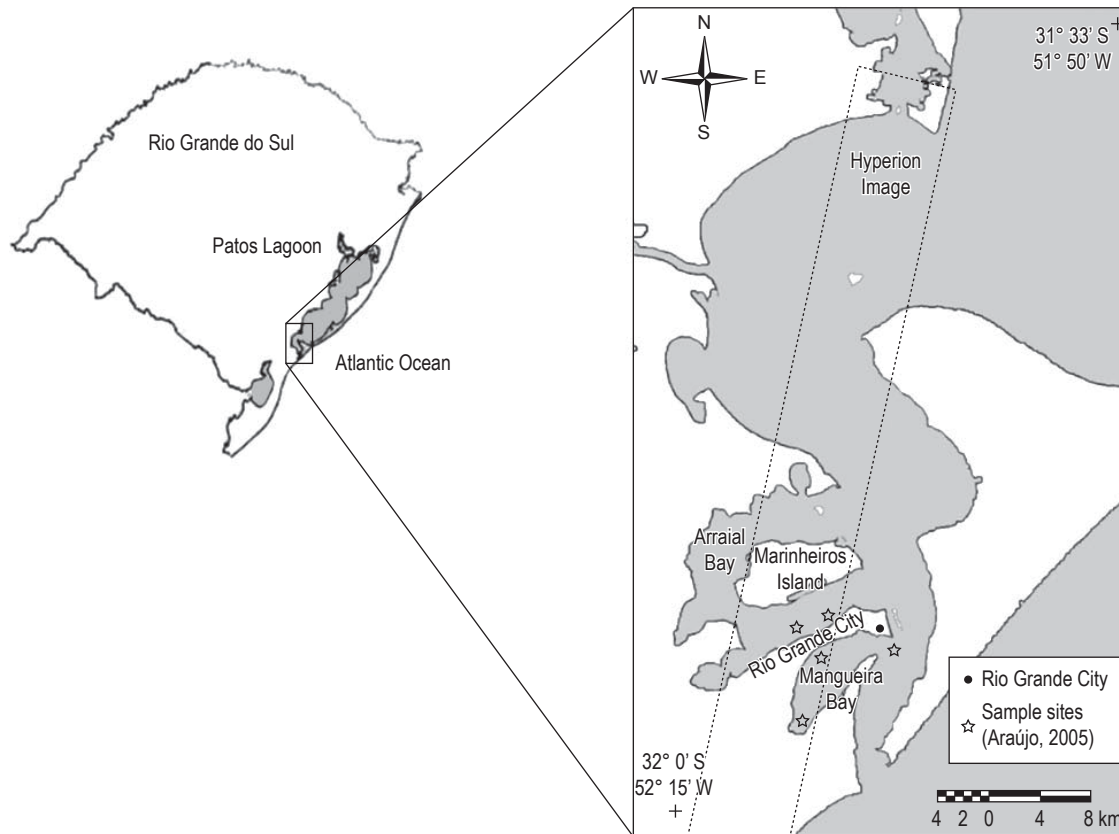 Rio Grande do Sul
Patos Lagoon
Atlantic Ocean
N
W E
S
31° 33' S
51° 50' W
Hyperion
Image
Arraial
Bay
Marinheiros
Island
Rio Grande City
Mangueira
Bay
32° 0' S
52° 15' W
Rio Grande City
Sample sites
(Araújo, 2005)
4 2 0 4 8 km